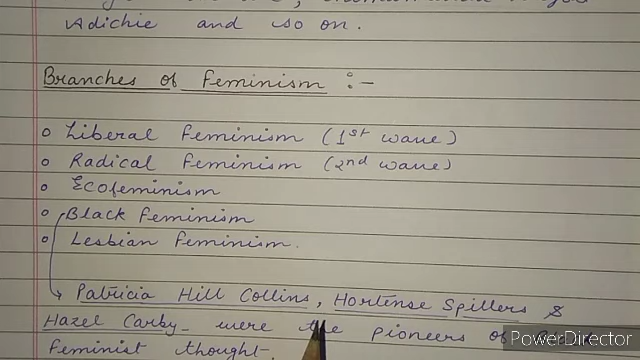 Adichie and so on.
Branches of Feminism :-
Liberal Feminism (1st wave)
Radical Feminism (2nd wave)
Ecofeminism
Black Feminism
Lesbian Feminism.
Patricia Hill Collins, Hortense Spillers &
Hazel Carby were the pioneers of
Feminist thought.
PowerDirector